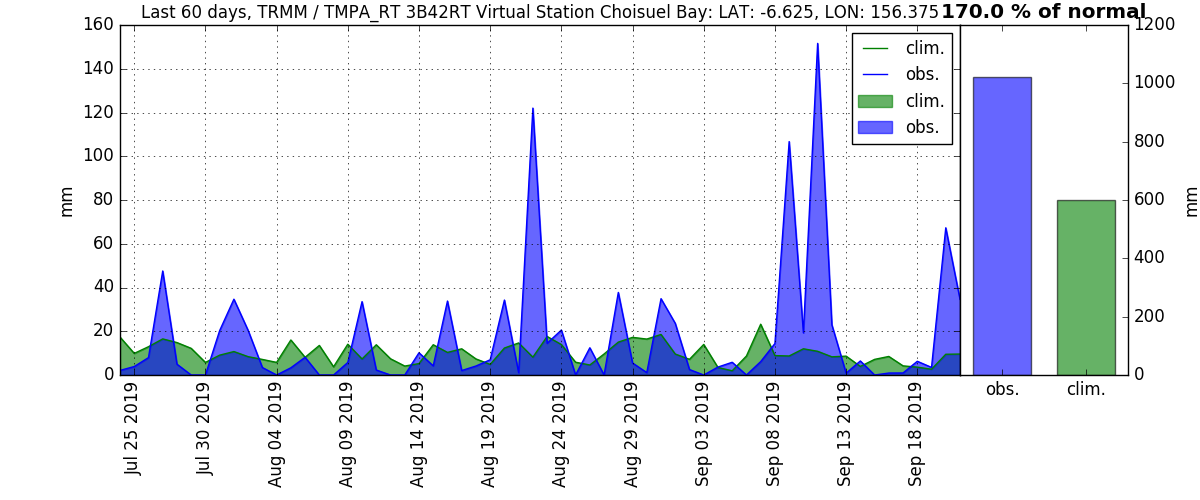 Last 60 days, TRMM / TMPA_RT 3B42RT Virtual Station Choisuel Bay: LAT: -6.625, LON: 156.375 170.0 % of normal
160
140
120
100
80
60
40
20
0
mm
clim.
obs.
clim.
obs.
1200
1000
800
600
400
200
0
mm
Jul 25 2019
Jul 30 2019
Aug 04 2019
Aug 09 2019
Aug 14 2019
Aug 19 2019
Aug 24 2019
Aug 29 2019
Sep 03 2019
Sep 08 2019
Sep 13 2019
Sep 18 2019
obs.
clim.